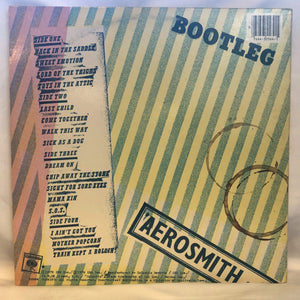 BOOTLEG
SIDE ONE
BACK IN THE SADDLE
SWEET EMOTION
LORD OF THE THIGHS
TOYS IN THE ATTIC
SIDE TWO
LAST CHILD
COME TOGETHER
WALK THIS WAY
SICK AS A DOG
SIDE THREE
DREAM ON
CHIP AWAY THE STONE
SIGHT FOR SORE EYES
MAMA KIN
S.O.S.
SIDE FOUR
I AIN'T GOT YOU
MOTHER POPCORN
TRAIN KEPT A ROLLIN'
AEROSMITH